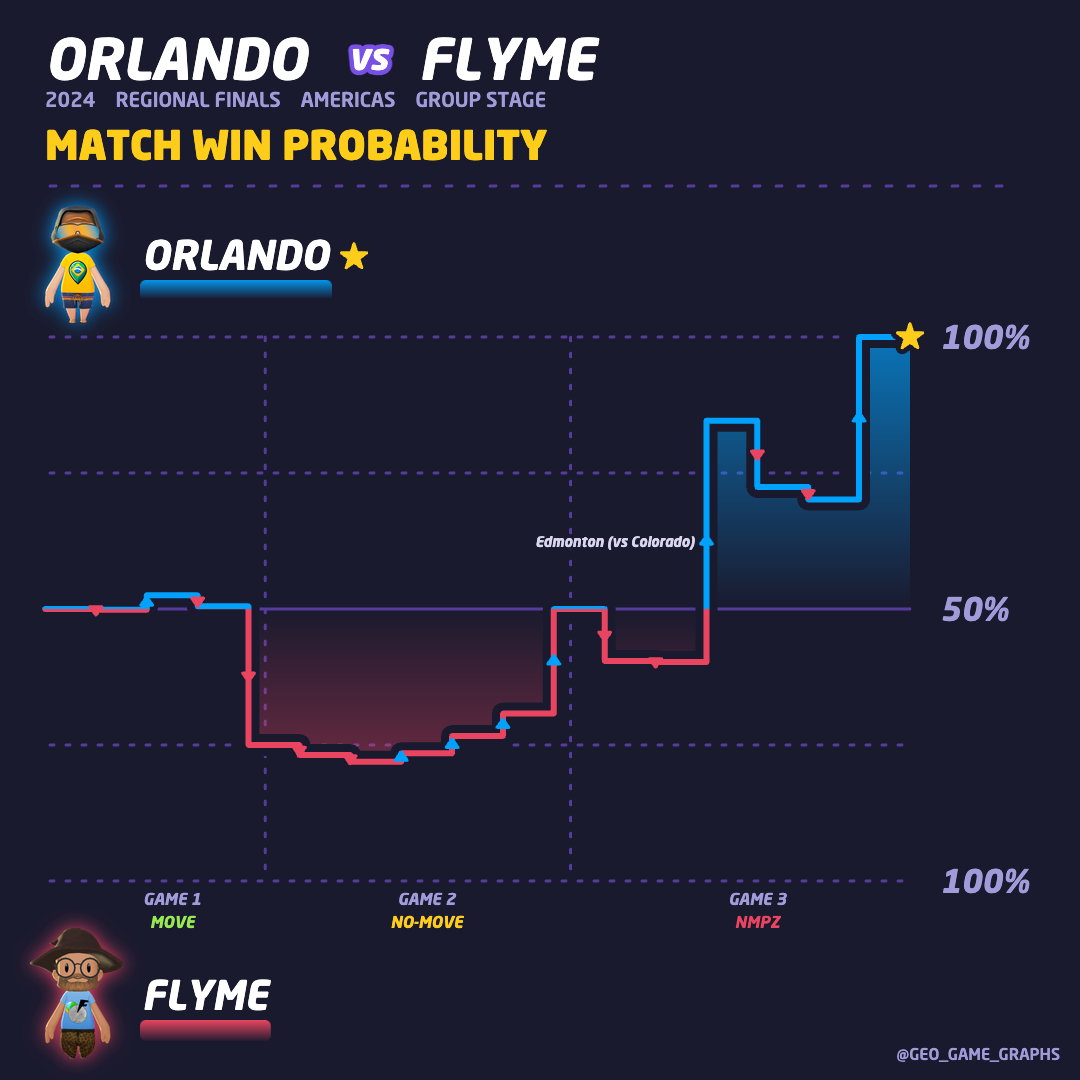 ORLANDO VS FLYME
2024 REGIONAL FINALS AMERICAS GROUP STAGE
MATCH WIN PROBABILITY
ORLANDO
100%
Edmonton (vs Colorado)
50%
100%
GAME 1 GAME 2 GAME 3
MOVE NO-MOVE NMPZ
F
FLYME
@GEO_GAME_GRAPHS